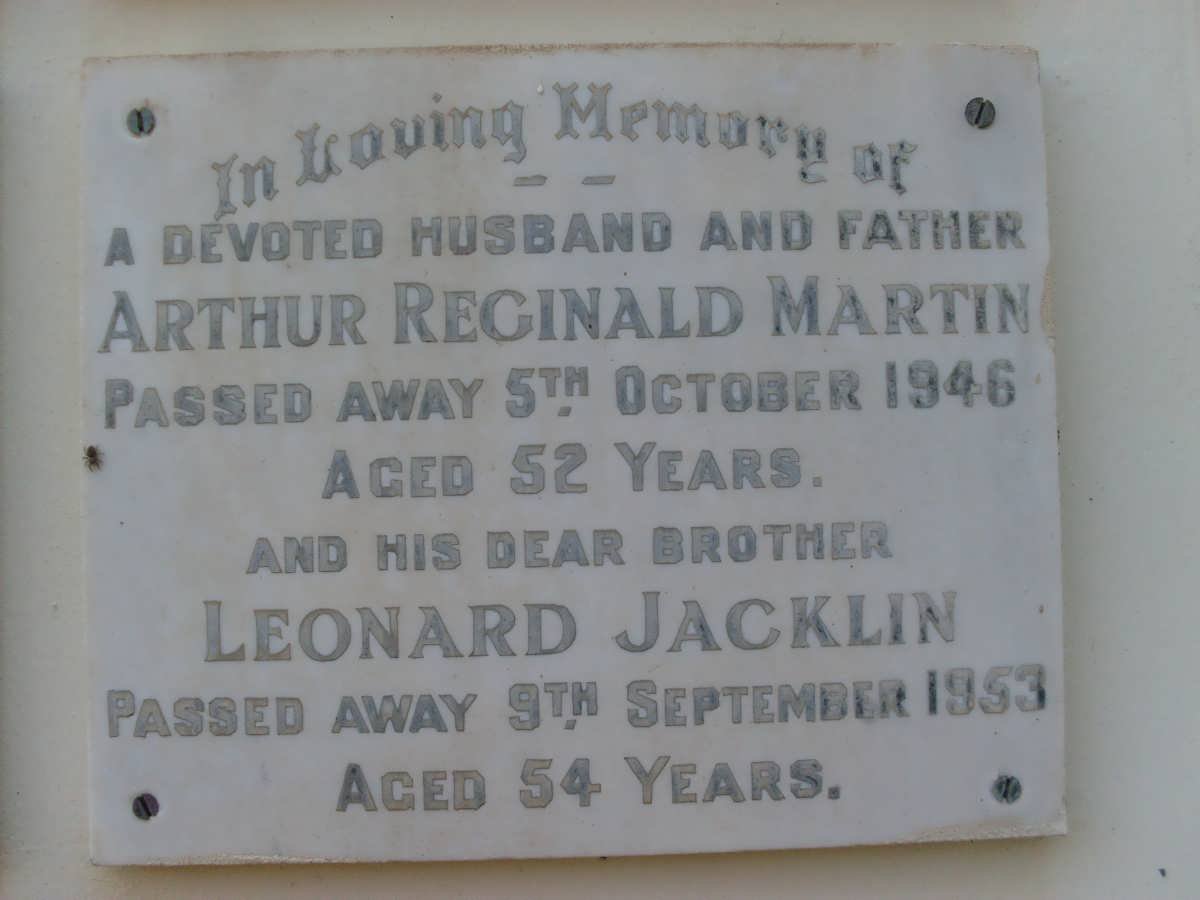 In Loving Memory of
A DEVOTED HUSBAND AND FATHER
ARTHUR REGINALD MARTIN
PASSED AWAY 5TH OCTOBER 1946
AGED 52 YEARS.
AND HIS DEAR BROTHER
LEONARD JACKLIN
PASSED AWAY 9TH SEPTEMBER 1953
AGED 54 YEARS.